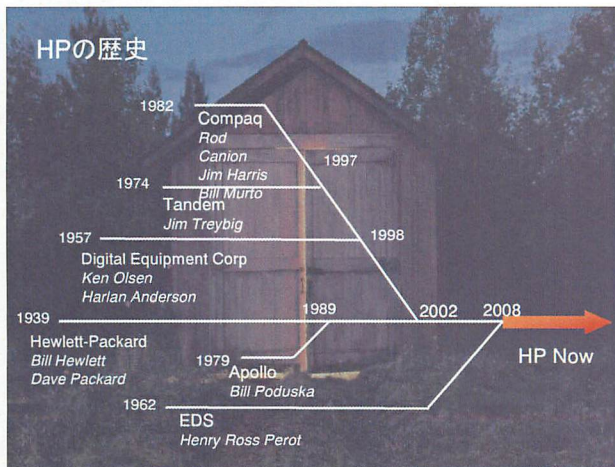 HPの歴史
1982
Compaq
Rod
Canion
Jim Harris
Bill Murto
1997
1974
Tandem
Jim Treybig
1957
1998
Digital Equipment Corp
Ken Olsen
Harlan Anderson
1939
1989
2002
2008
Hewlett-Packard
Bill Hewlett
Dave Packard
1979
Apollo
Bill Poduska
HP Now
1962
EDS
Henry Ross Perot